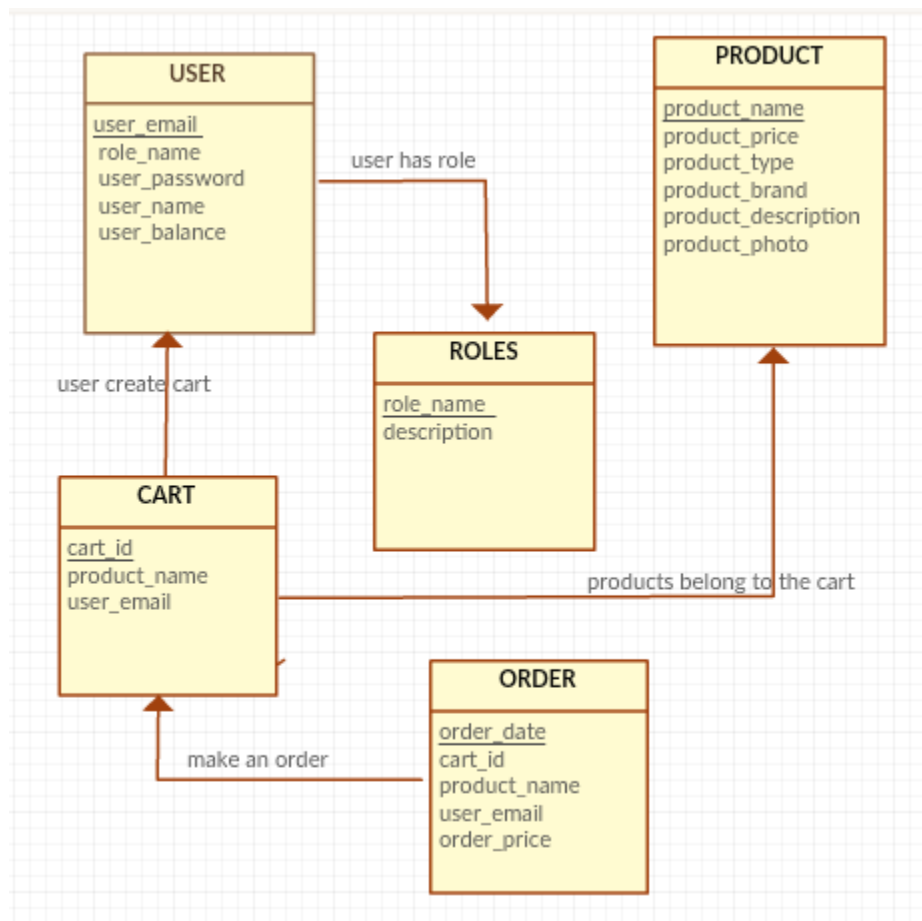 USER
user_email
role_name
user_password
user_name
user_balance
user has role
PRODUCT
product_name
product_price
product_type
product_brand
product_description
product_photo
ROLES
role_name
description
user create cart
CART
cart_id
product_name
user_email
products belong to the cart
ORDER
order_date
cart_id
product_name
user_email
order_price
make an order